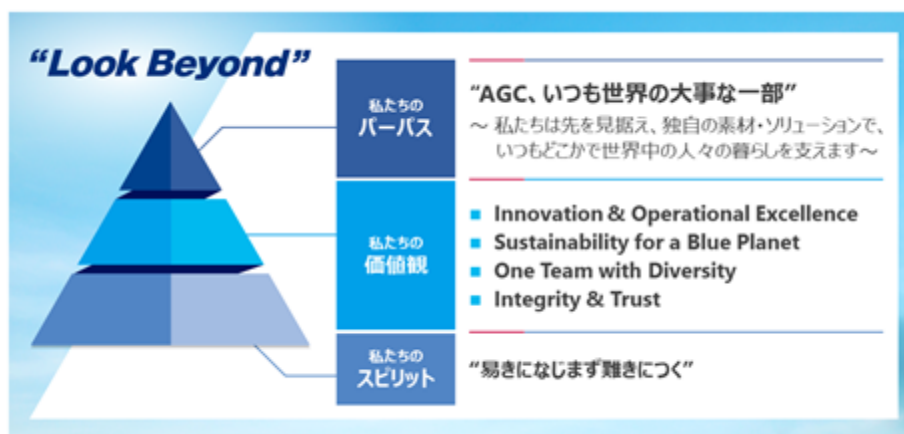 “Look Beyond”
私たちの
パーパス
“AGC、いつも世界の大事な一部”
～ 私たちは先を見据え、独自の素材・ソリューションで、
いつもどこかで世界中の人々の暮らしを支えます～
私たちの
価値観
Innovation & Operational Excellence
Sustainability for a Blue Planet
One Team with Diversity
Integrity & Trust
私たちの
スピリット
“易きになじまず難きにつく”